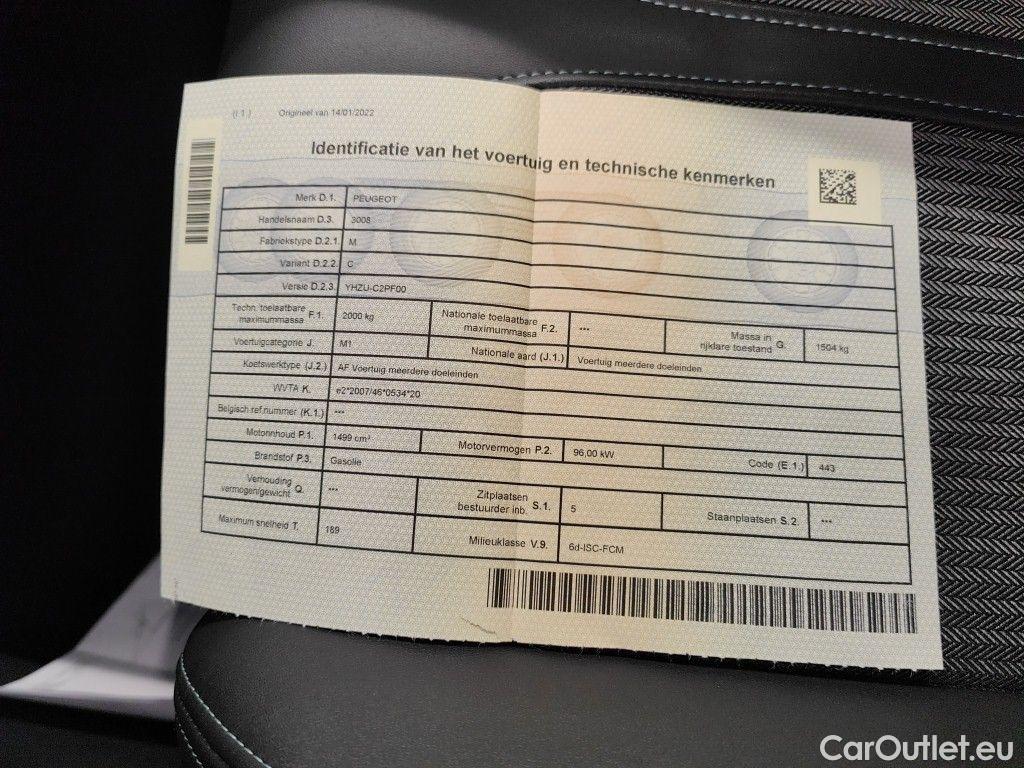 (I 1.) Origineel van 14/01/2022
Identificatie van het voertuig en technische kenmerken
Merk D.1. PEUGEOT
Handelsnaam D.3. 3008
Fabriekstype D.2.1. M
Variant D.2.2. C
Versie D.2.3. YHZU-C2PF00
Techn. toelaatbare maximummassa F.1. 2000 kg Nationale toelaatbare maximummassa F.2. --- Massa in rijklare toestand G. 1504 kg
Voertuigcategorie J. M1 Nationale aard (J.1.) Voertuig meerdere doeleinden
Koetswerktype (J.2.) AF Voertuig meerdere doeleinden
WVTA K. e2*2007/46*0534*20
Belgisch ref.nummer (K.1.) ---
Motorinhoud P.1. 1499 cm³ Motorvermogen P.2. 96,00 kW Code (E.1.) 443
Brandstof P.3. Gasolie
Verhouding vermogen/gewicht Q. --- Zitplaatsen bestuurder inb. S.1. 5 Staanplaatsen S.2. ---
Maximum snelheid T. 189 Milieuklasse V.9. 6d-ISC-FCM
CarOutlet.eu